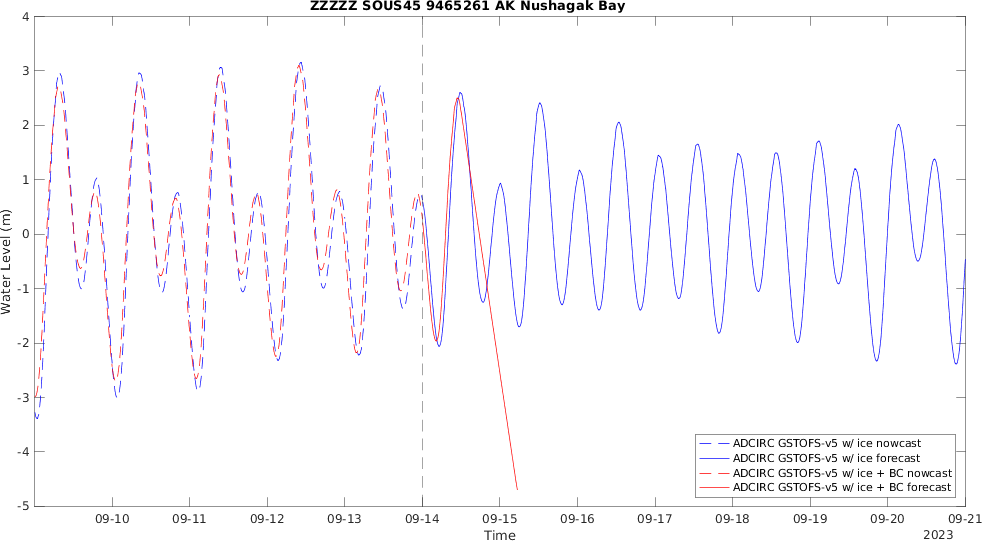 ZZZZZ SOUS45 9465261 AK Nushagak Bay
4
3
2
1
0
-1
-2
-3
-4
-5
Water Level (m)
ADCIRC GSTOFS-v5 w/ ice nowcast
ADCIRC GSTOFS-v5 w/ ice forecast
ADCIRC GSTOFS-v5 w/ ice + BC nowcast
ADCIRC GSTOFS-v5 w/ ice + BC forecast
09-10 09-11 09-12 09-13 09-14 09-15 09-16 09-17 09-18 09-19 09-20 09-21
Time
2023